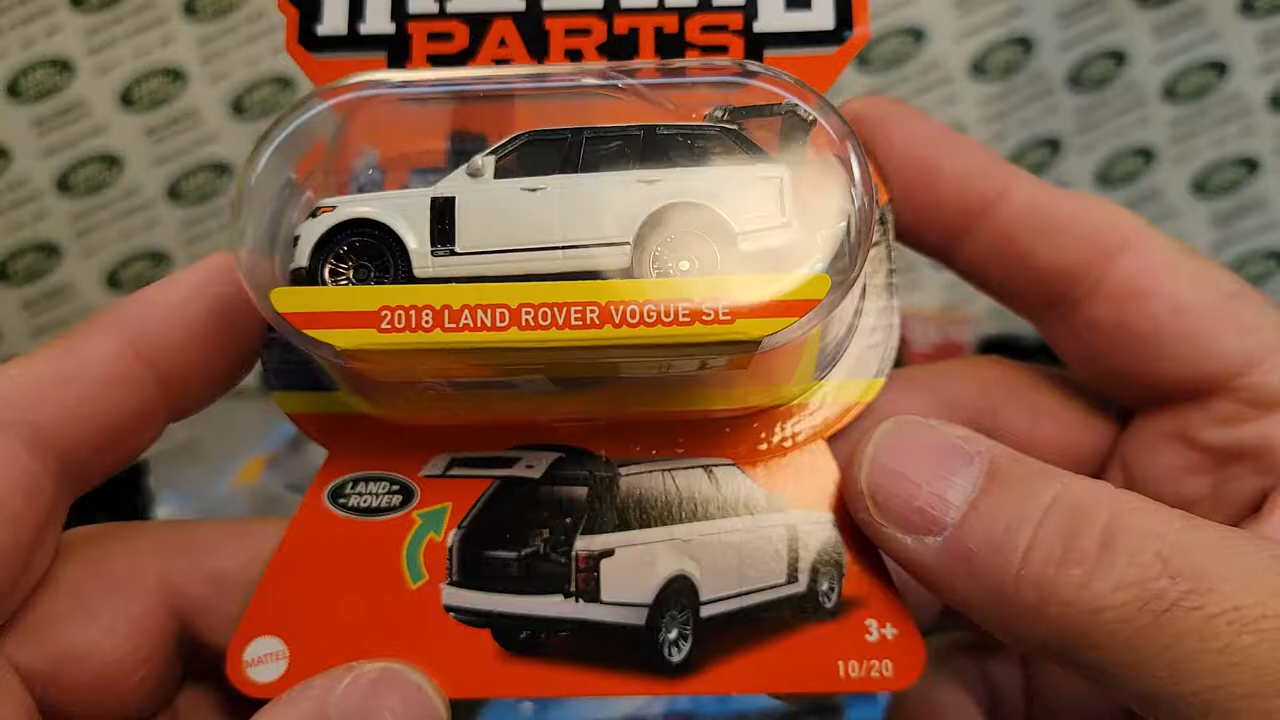 PARTS
2018 LAND ROVER VOGUE SE
LAND-
-ROVER
MATTEL
3+
10/20